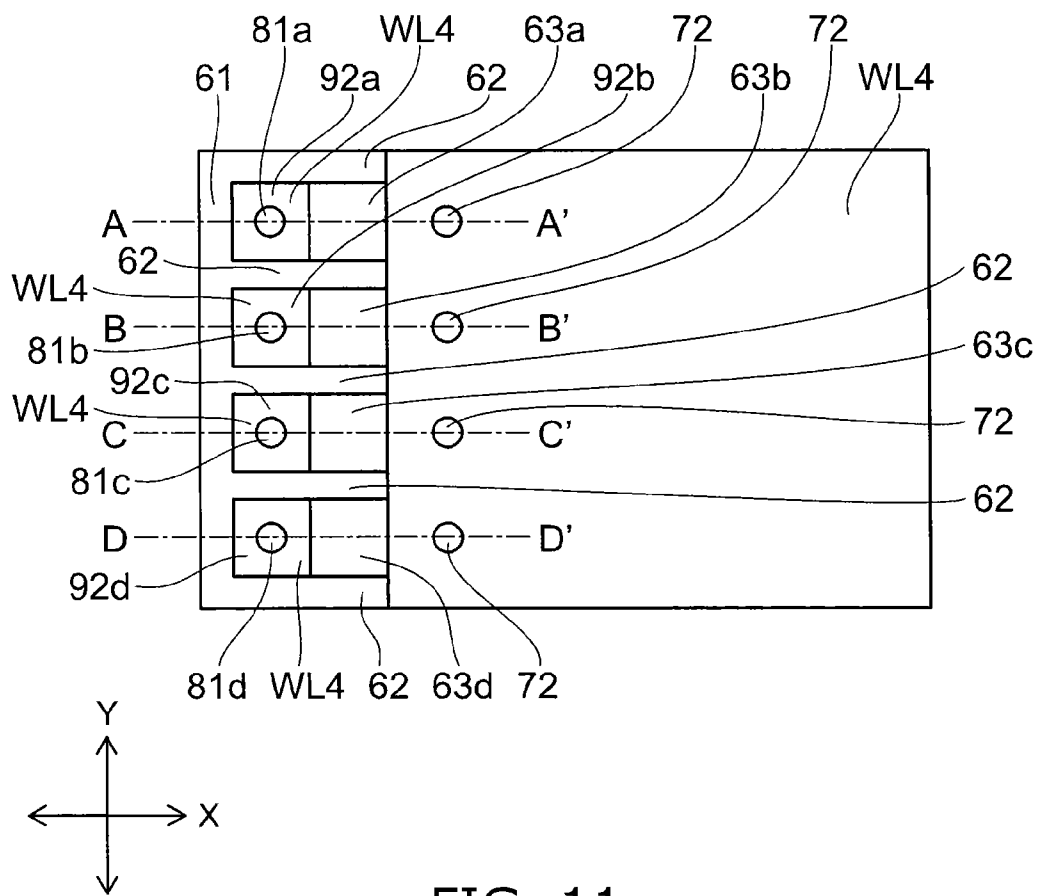 81a WL4 63a 72 72
61 92a 62 92b 63b WL4
A A'
62 62
WL4
B B'
81b 63c
92c
WL4
C C' 72
81c
62
D D'
92d
81d WL4 62 63d 72
Y
X
FIG. 11